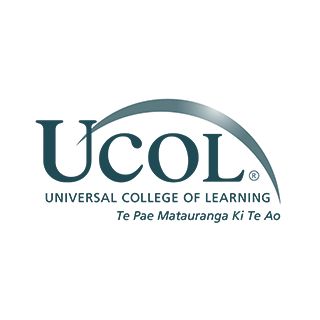 UCOL®
UNIVERSAL COLLEGE OF LEARNING
Te Pae Matauranga Ki Te Ao